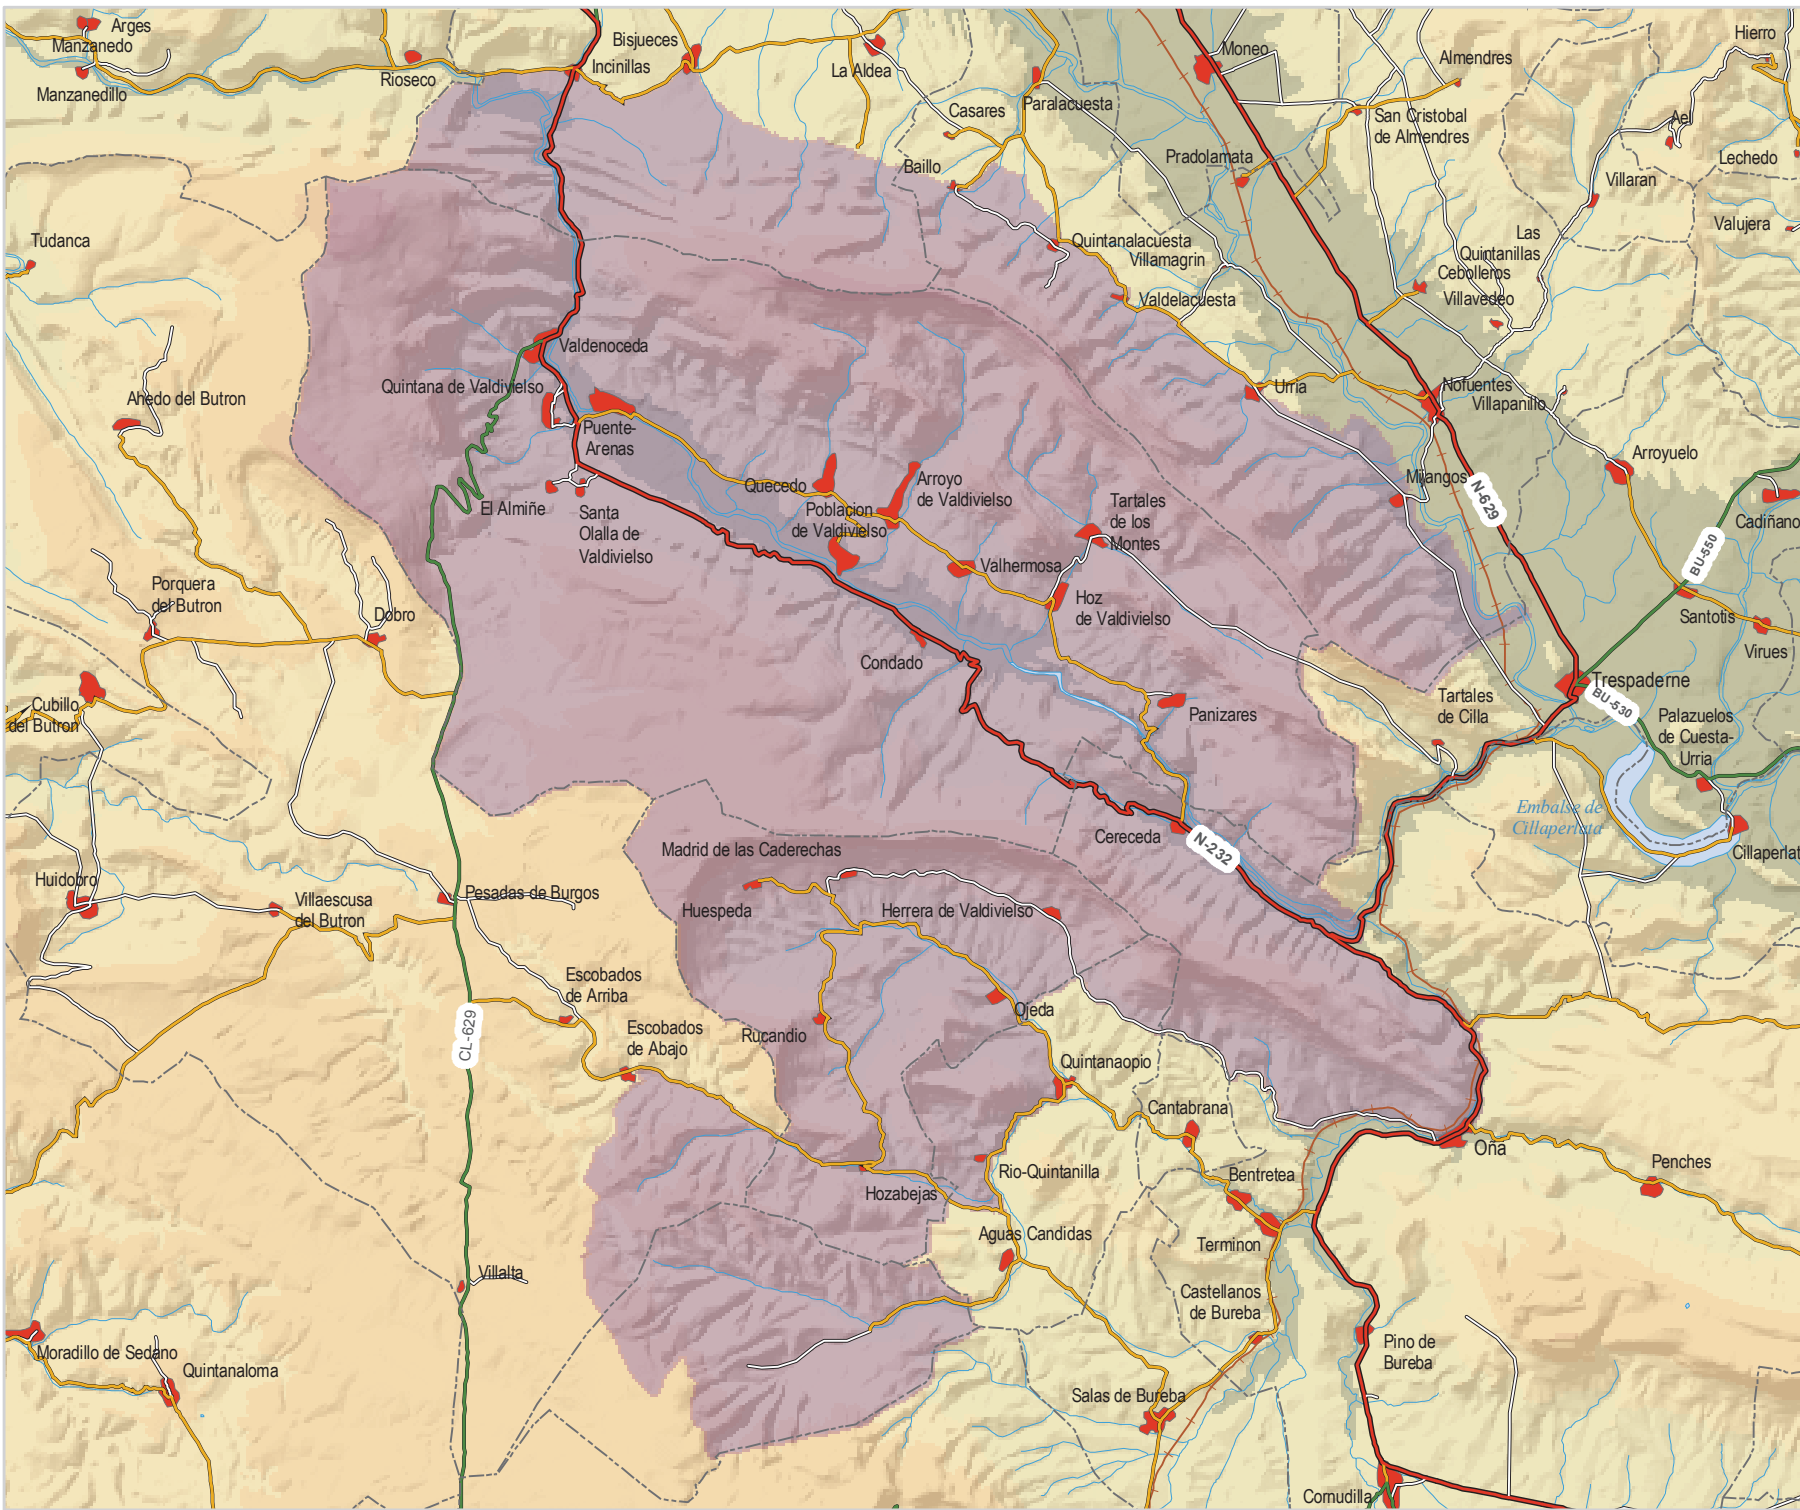 Arges
Manzanedo
Manzanedillo
Rioseco
Bisjueces
Incinillas
La Aldea
Casares
Paralacuesta
Baillo
Moneo
Almendres
San Cristobal
de Almendres
Pradolamata
Hierro
Ael
Lechedo
Villaran
Valujera
Tudanca
Quintanalacuesta
Villamagrin
Valdelacuesta
Las
Quintanillas
Cebolleros
Villavedeo
Valdenoceda
Quintana de Valdivielso
Ahedo del Butron
Puente-
Arenas
Urria
Nofuentes
Villapanillo
Arroyuelo
Milangos
N-629
Quecedo
Arroyo
de Valdivielso
Poblacion
de Valdivielso
Tartales
de los
Montes
El Almiñe
Santa
Olalla de
Valdivielso
Cadiñano
BU-550
Valhermosa
Hoz
de Valdivielso
Porquera
del Butron
Dobro
Santotis
Virues
Condado
Cubillo
del Butron
Panizares
Tartales
de Cilla
Trespaderne
BU-530
Palazuelos
de Cuesta-
Urria
Embalse de
Cillaperlata
Cereceda
N-232
Cillaperlat
Madrid de las Caderechas
Huidobro
Villaescusa
del Butron
Pesadas de Burgos
Huespeda
Herrera de Valdivielso
Escobados
de Arriba
CL-629
Escobados
de Abajo
Rucandio
Ojeda
Quintanaopio
Cantabrana
Oña
Penches
Rio-Quintanilla
Bentretea
Hozabejas
Aguas Candidas
Terminon
Villalta
Castellanos
de Bureba
Moradillo de Sedano
Quintanaloma
Pino de
Bureba
Salas de Bureba
Cornudilla